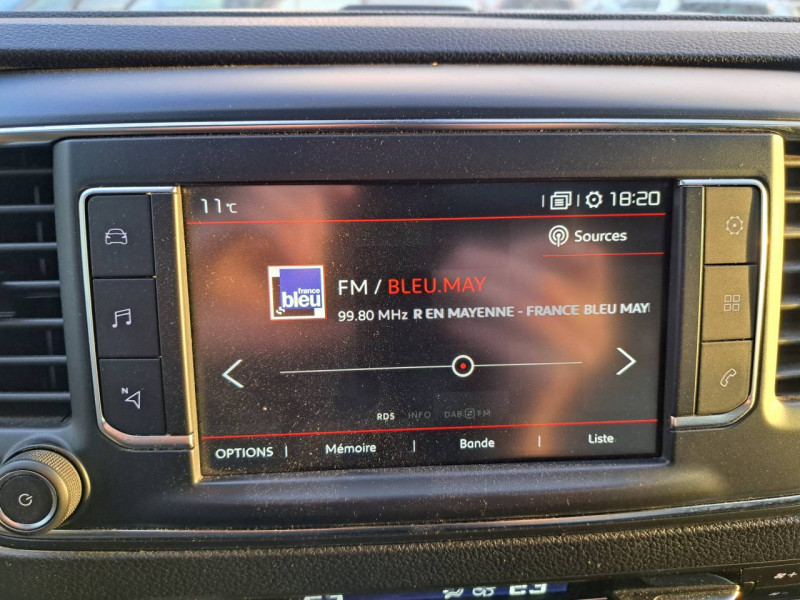 11°C 18:20
Sources
france
bleu
FM / BLEU.MAY
99.80 MHz R EN MAYENNE - FRANCE BLEU MAY
N
RDS INFO DAB FM
OPTIONS | Mémoire | Bande | Liste